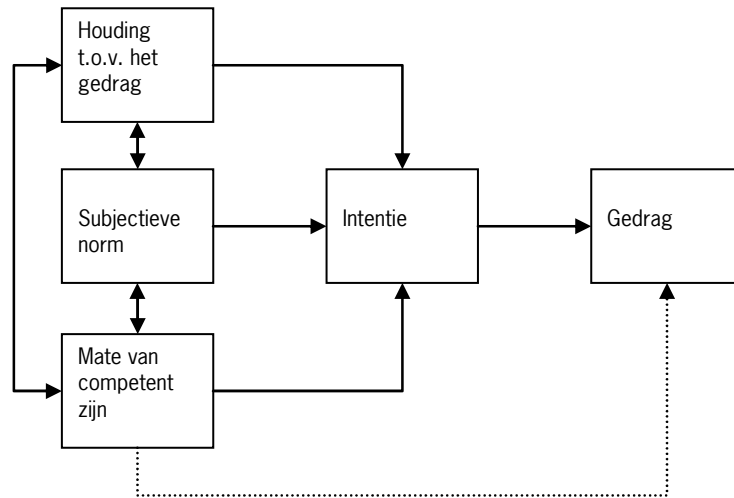 Houding
t.o.v. het
gedrag
Subjectieve
norm
Intentie
Gedrag
Mate van
competent
zijn